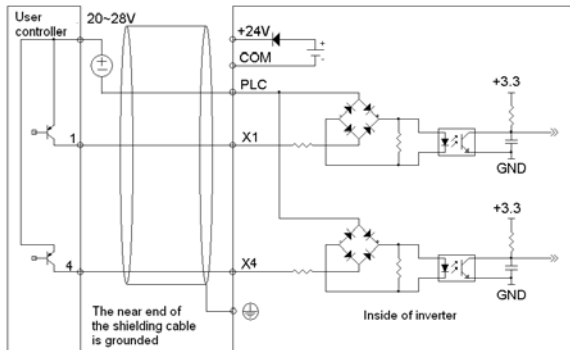 User
controller
20~28V
+24V
+
-
COM
PLC
+3.3
1
X1
GND
+3.3
4
X4
GND
The near end of
the shielding cable
is grounded
Inside of inverter